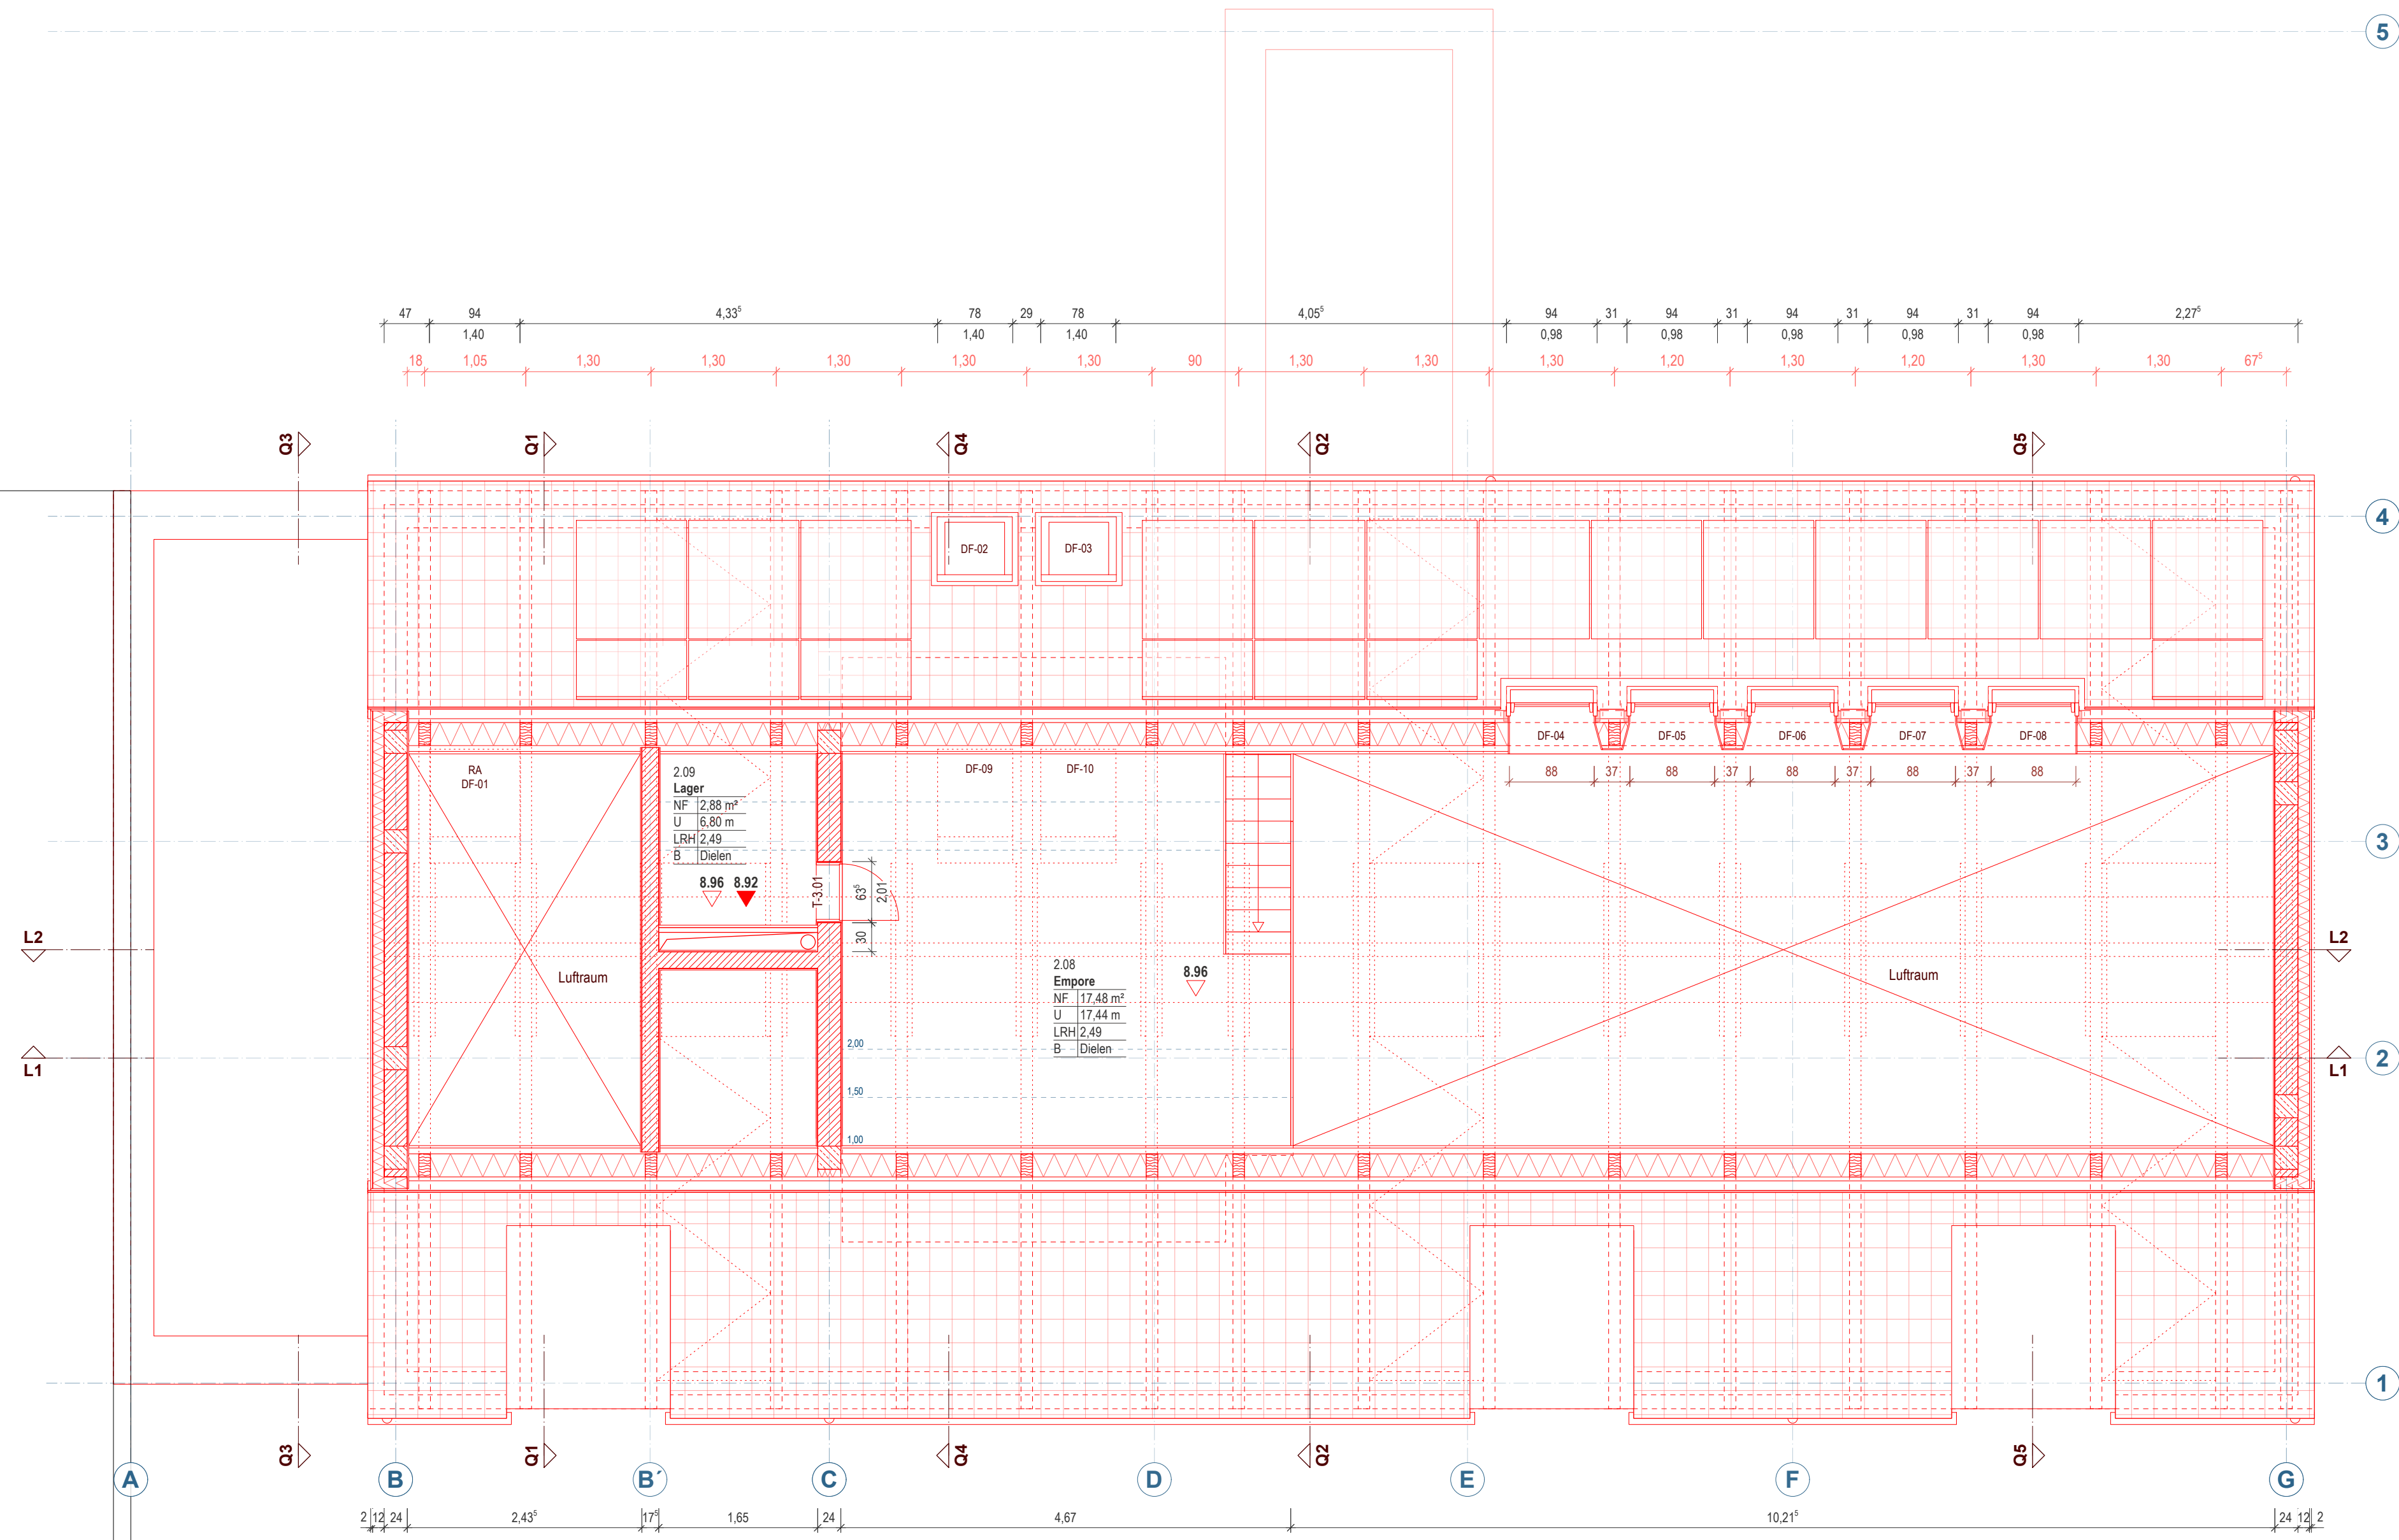 5
47 94 4,33⁵ 78 29 78 4,05⁵ 94 31 94 31 94 31 94 31 94 2,27⁵
1,40 1,40 1,40 0,98 0,98 0,98 0,98 0,98
18 1,05 1,30 1,30 1,30 1,30 1,30 90 1,30 1,30 1,30 1,20 1,30 1,20 1,30 1,30 67⁵
Q3 Q1 Q4 Q2 Q5
4
DF-02 DF-03
DF-04 DF-05 DF-06 DF-07 DF-08
RA
DF-01
DF-09 DF-10
88 37 88 37 88 37 88 37 88
2.09
Lager
NF 2,88 m²
U 6,80 m
LRH 2,49
B Dielen
8.96 8.92
T-3.01
63⁵
2,01
30
3
L2 L2
Luftraum
2.08
Empore
NF 17,48 m²
U 17,44 m
LRH 2,49
B Dielen
8.96
Luftraum
2,00
1,50
1,00
L1 L1
2
1
Q3 Q1 Q4 Q2 Q5
A B B´ C D E F G
2 12 24 2,43⁵ 17⁵ 1,65 24 4,67 10,21⁵ 24 12 2